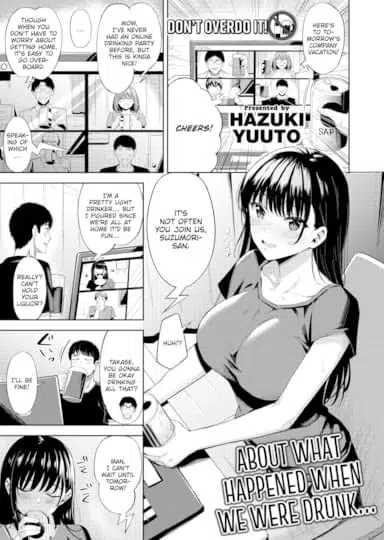 DON'T OVERDO IT!
HERE'S
TO TO-
MORROW'S
COMPANY
VACATION!
Presented by
HAZUKI
YUUTO
CHEERS!
SAP
WOW,
I'VE NEVER
HAD AN ONLINE
DRINKING PARTY
BEFORE, BUT
THIS IS KINDA
NICE!
THOUGH
WHEN YOU
DON'T HAVE TO
WORRY ABOUT
GETTING HOME,
IT'S EASY TO
GO OVER-
BOARD.
SPEAK-
ING OF
WHICH
...
IT'S
NOT OFTEN
YOU JOIN US,
SUZUMORI-
SAN.
HUH!?
I'M A
PRETTY LIGHT
DRINKER... BUT
I FIGURED SINCE
WE'RE ALL AT
HOME IT'D BE
FUN...
REALLY?
CAN'T
HOLD
YOUR
LIQUOR?
TAKASE,
YOU GONNA
BE OKAY
DRINKING
ALL THAT?
I'LL BE
FINE!
MAN,
I CAN'T
WAIT UNTIL
TOMOR-
ROW!
ABOUT WHAT
HAPPENED WHEN
WE WERE DRUNK...